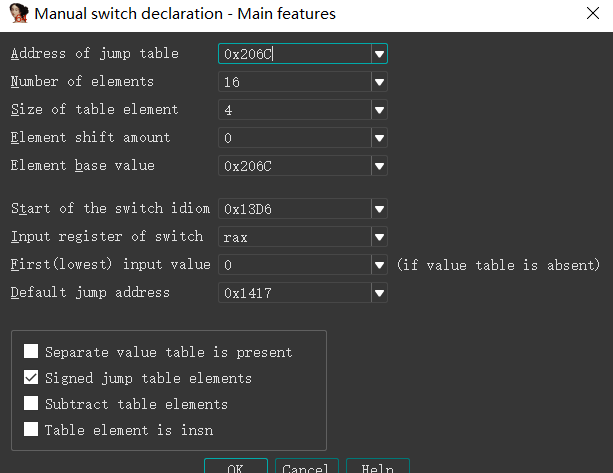 Manual switch declaration - Main features
Address of jump table 0x206C
Number of elements 16
Size of table element 4
Element shift amount 0
Element base value 0x206C
Start of the switch idiom 0x13D6
Input register of switch rax
First(lowest) input value 0 (if value table is absent)
Default jump address 0x1417
Separate value table is present
Signed jump table elements
Subtract table elements
Table element is insn
OK Cancel Help